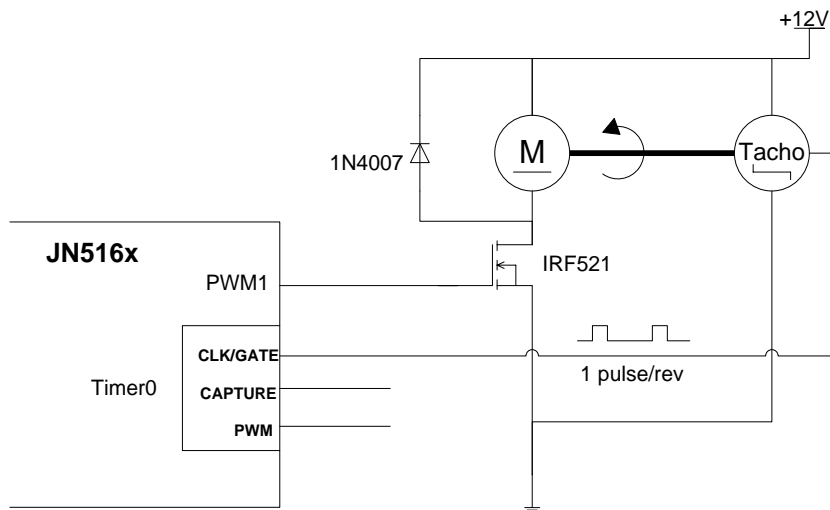 +12V
1N4007
M
Tacho
JN516x
IRF521
PWM1
CLK/GATE
1 pulse/rev
Timer0
CAPTURE
PWM